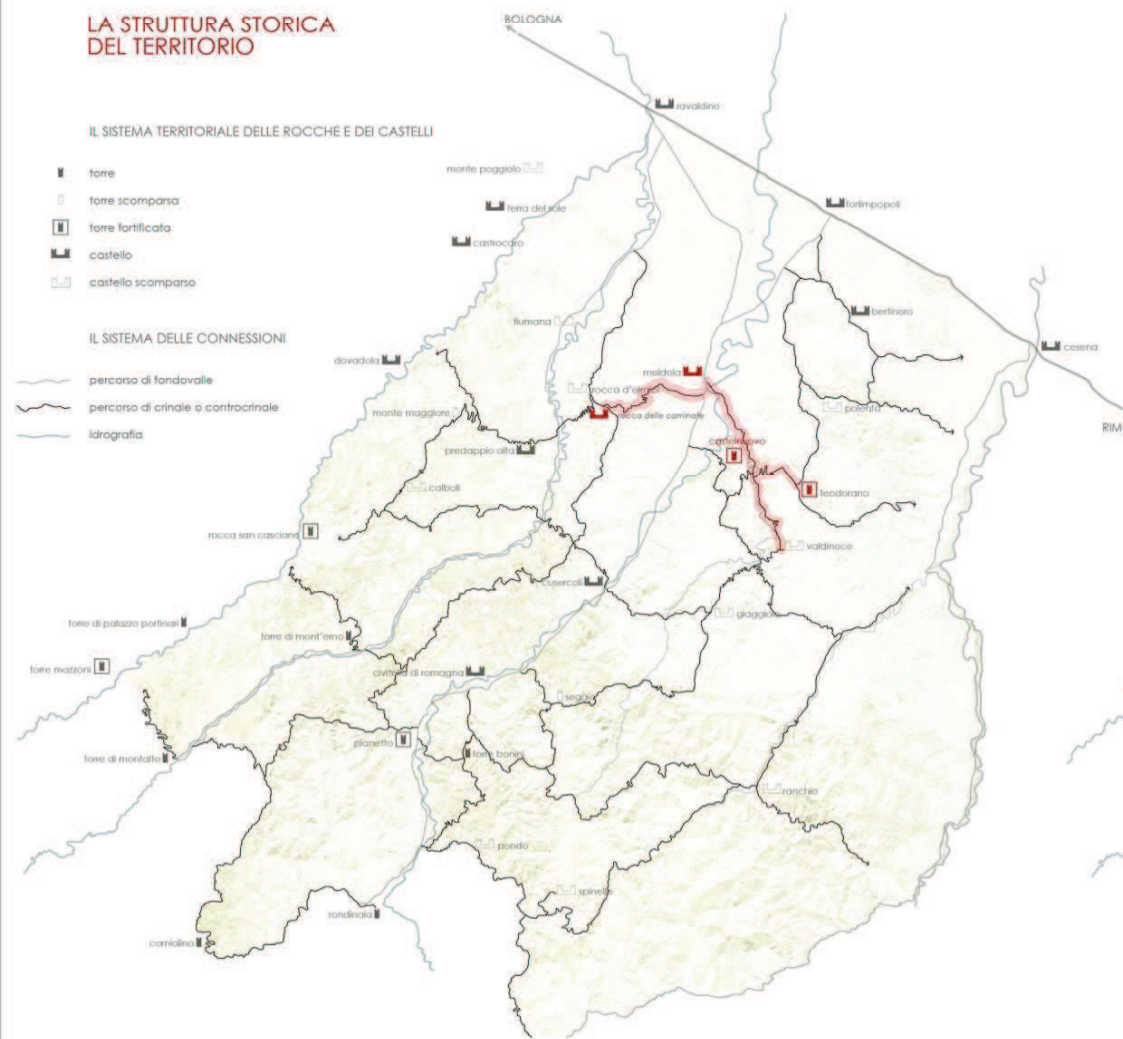 LA STRUTTURA STORICA
DEL TERRITORIO
BOLOGNA
IL SISTEMA TERRITORIALE DELLE ROCCHE E DEI CASTELLI
torre
torre scomparsa
torre fortificata
castello
castello scomparso
IL SISTEMA DELLE CONNESSIONI
percorso di fondovalle
percorso di crinale o controcrinale
idrografia
ravaldino
monte poggiolo
terra del sole
forlimpopoli
castrocaro
fiumana
bertinoro
dovadola
meldola
cesena
rocca d'elmici
monte maggiore
rocca delle caminate
polenta
RIM
predappio alta
castelnuovo
calboli
teodorano
rocca san casciano
valdinoce
cusercoli
giaggiolo
torre di palazzo portinari
torre di mont'erno
torre mazzoni
civitella di romagna
seggio
pianetto
torre bonini
torre di montalto
ranchio
pondo
spinello
rondinaia
corniolino